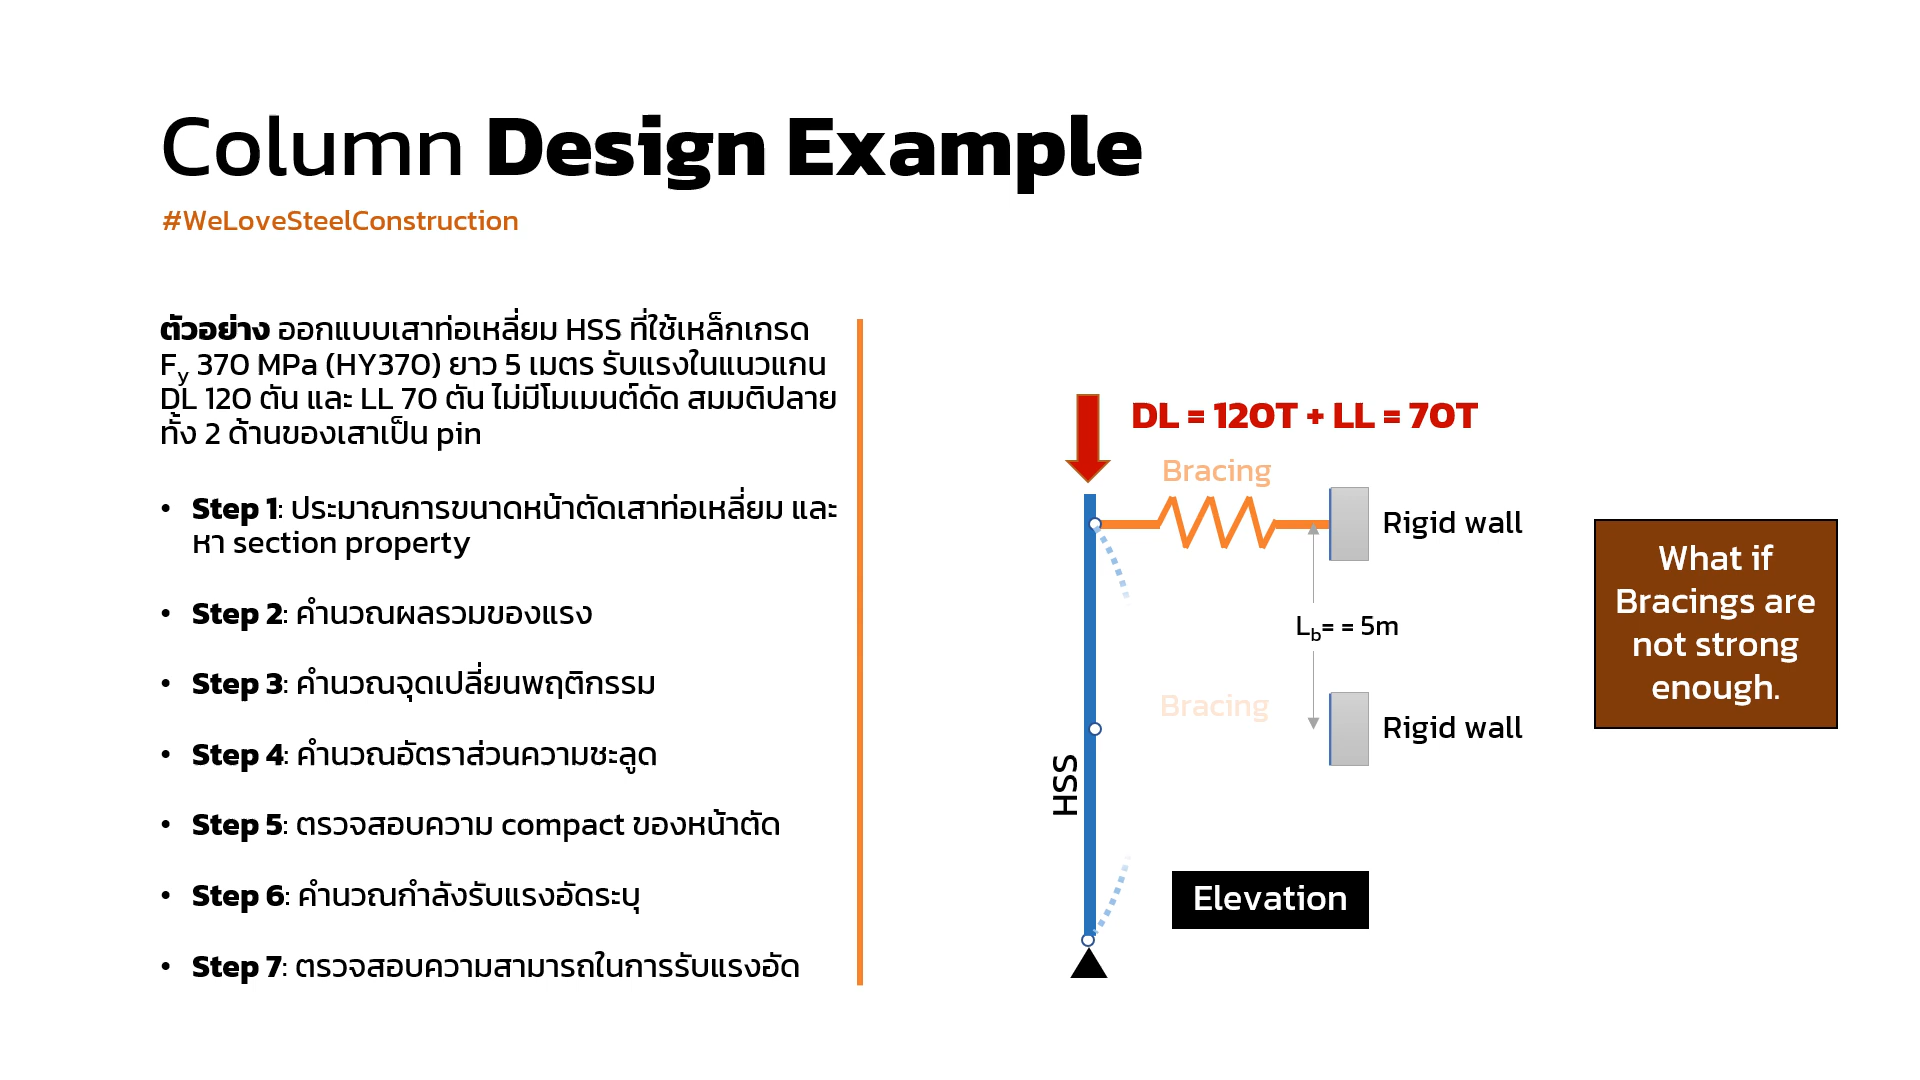 Column Design Example
#WeLoveSteelConstruction
ตัวอย่าง ออกแบบเสาท่อเหลี่ยม HSS ที่ใช้เหล็กเกรด
Fy 370 MPa (HY370) ยาว 5 เมตร รับแรงในแนวแกน
DL 120 ตัน และ LL 70 ตัน ไม่มีโมเมนต์ดัด สมมติปลาย
ทั้ง 2 ด้านของเสาเป็น pin
• Step 1: ประมาณการขนาดหน้าตัดเสาท่อเหลี่ยม และ
หา section property
• Step 2: คำนวณผลรวมของแรง
• Step 3: คำนวณจุดเปลี่ยนพฤติกรรม
• Step 4: คำนวณอัตราส่วนความชะลูด
• Step 5: ตรวจสอบความ compact ของหน้าตัด
• Step 6: คำนวณกำลังรับแรงอัดระบุ
• Step 7: ตรวจสอบความสามารถในการรับแรงอัด
DL = 120T + LL = 70T
Bracing
Rigid wall
Lb= = 5m
Bracing
Rigid wall
HSS
Elevation
What if
Bracings are
not strong
enough.